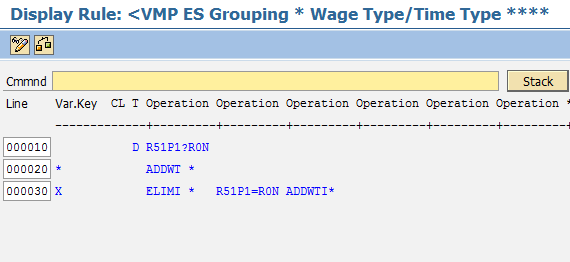 Display Rule: <VMP ES Grouping * Wage Type/Time Type ****
Cmmnd Stack
Line Var.Key CL T Operation Operation Operation Operation Operation Operation *
------------+---------+---------+---------+---------+---------+---------+
000010 D R51P1?R0N
000020 * ADDWT *
000030 X ELIMI * R51P1=R0N ADDWTI*